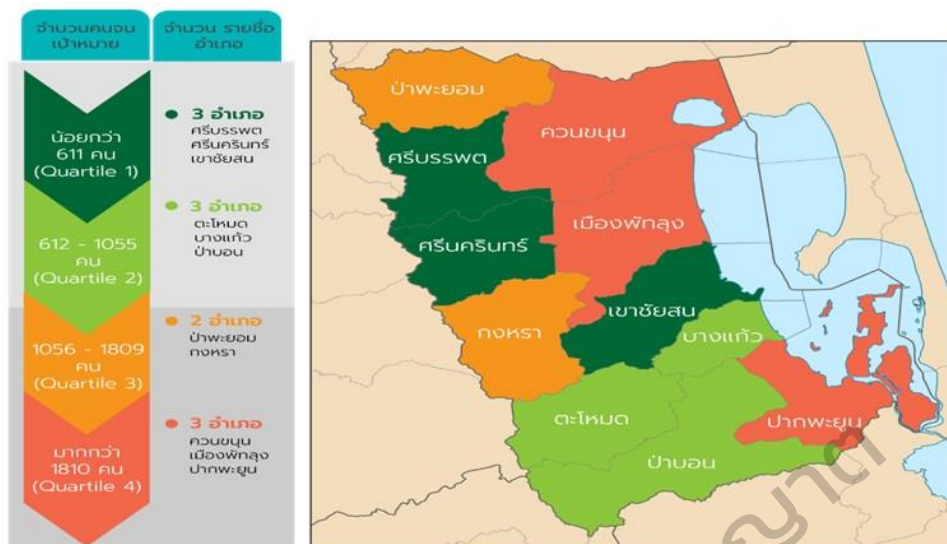 จำนวนคนจน
เป้าหมาย
จำนวน รายชื่อ
อำเภอ
น้อยกว่า
611 คน
(Quartile 1)
3 อำเภอ
ศรีบรรพต
ศรีนครินทร์
เขาชัยสน
612 - 1055
คน
(Quartile 2)
3 อำเภอ
ตะโหมด
บางแก้ว
ป่าบอน
1056 - 1809
คน
(Quartile 3)
2 อำเภอ
ป่าพะยอม
กงหรา
มากกว่า
1810 คน
(Quartile 4)
3 อำเภอ
ควนขนุน
เมืองพัทลุง
ปากพะยูน
ป่าพะยอม
ควนขนุน
ศรีบรรพต
เมืองพัทลุง
ศรีนครินทร์
เขาชัยสน
กงหรา
บางแก้ว
ตะโหมด
ปากพะยูน
ป่าบอน
ญาต